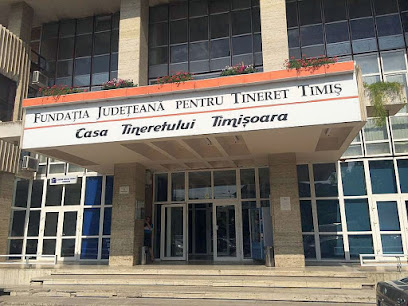 FUNDAȚIA JUDEȚEANĂ PENTRU TINERET TIMIȘ
Casa Tineretului Timișoara